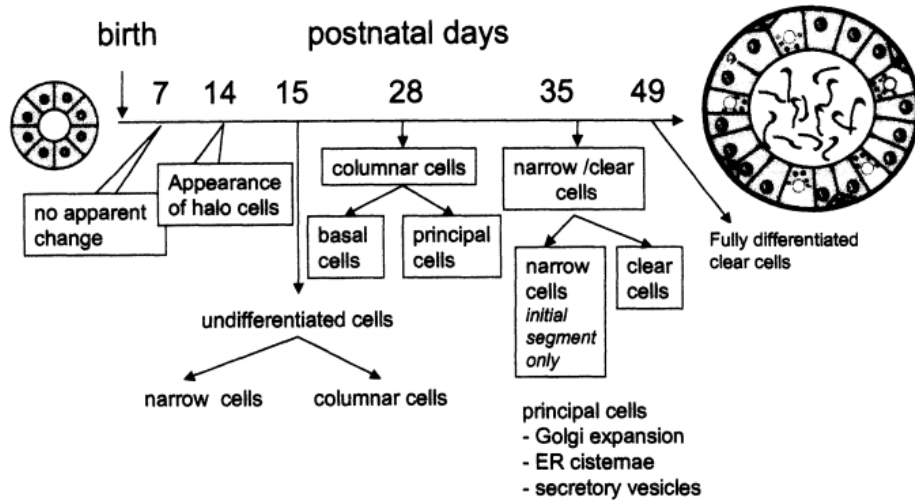 birth
postnatal days
7
14
15
28
35
49
no apparent
change
Appearance
of halo cells
columnar cells
narrow /clear
cells
basal
cells
principal
cells
narrow
cells
initial
segment
only
clear
cells
Fully differentiated
clear cells
undifferentiated cells
narrow cells
columnar cells
principal cells
- Golgi expansion
- ER cisternae
- secretory vesicles